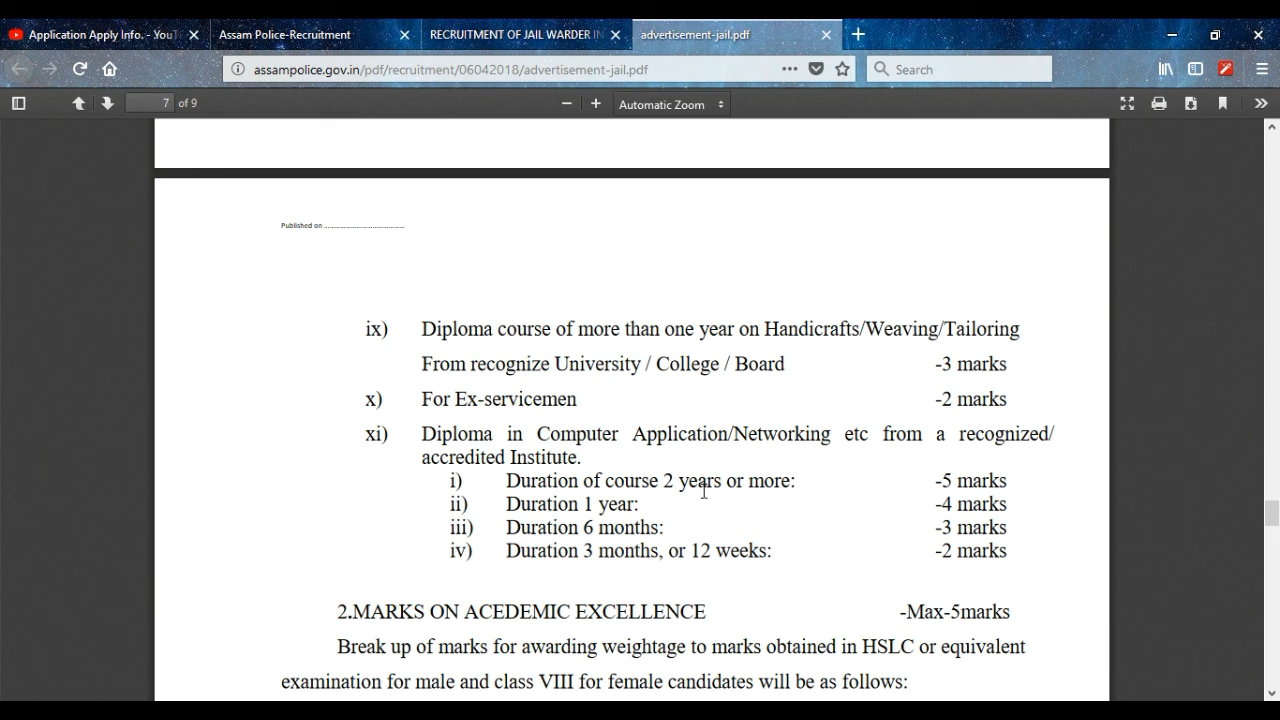 Application Apply Info. - YouT
Assam Police-Recruitment
RECRUITMENT OF JAIL WARDER IN
advertisement-jail.pdf
assampolice.gov.in/pdf/recruitment/06042018/advertisement-jail.pdf
Search
7 of 9
Automatic Zoom
Published on ............................................
ix) Diploma course of more than one year on Handicrafts/Weaving/Tailoring
From recognize University / College / Board -3 marks
x) For Ex-servicemen -2 marks
xi) Diploma in Computer Application/Networking etc from a recognized/
accredited Institute.
i) Duration of course 2 years or more: -5 marks
ii) Duration 1 year: -4 marks
iii) Duration 6 months: -3 marks
iv) Duration 3 months, or 12 weeks: -2 marks
2.MARKS ON ACEDEMIC EXCELLENCE -Max-5marks
Break up of marks for awarding weightage to marks obtained in HSLC or equivalent
examination for male and class VIII for female candidates will be as follows: